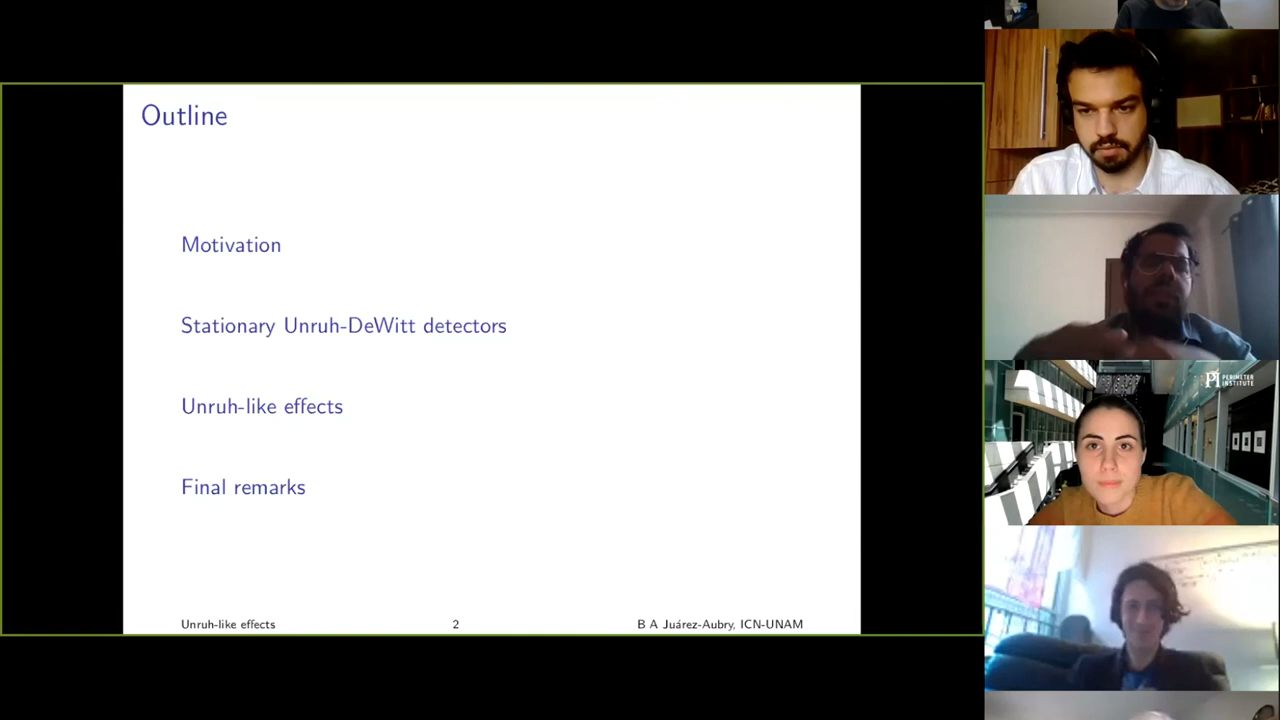 Outline
Motivation
Stationary Unruh-DeWitt detectors
Unruh-like effects
Final remarks
Unruh-like effects 2 B A Juárez-Aubry, ICN-UNAM
PI PERIMETER
INSTITUTE